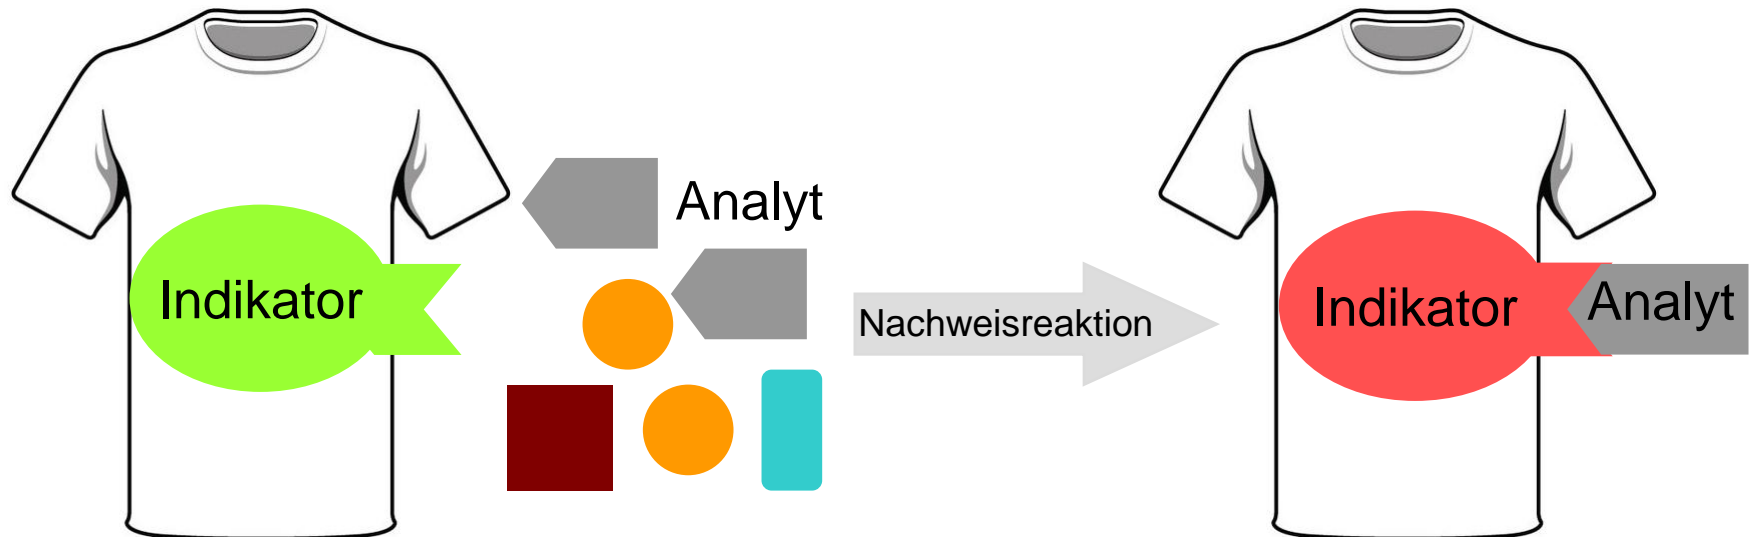 Analyt
Indikator
Nachweisreaktion
Indikator
Analyt